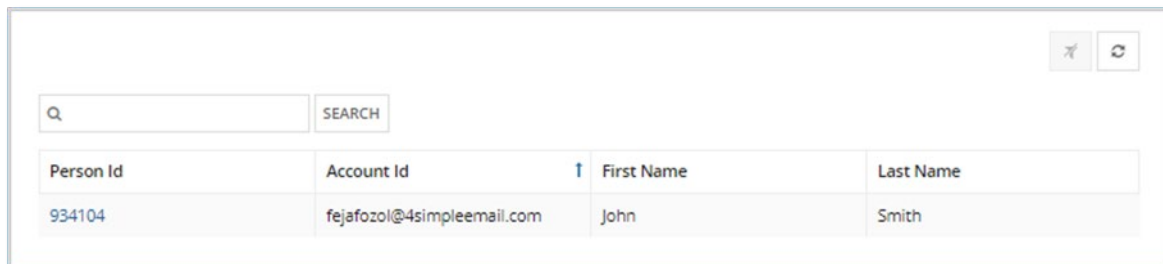 SEARCH
Person Id Account Id First Name Last Name
934104 fejafozol@4simpleemail.com John Smith